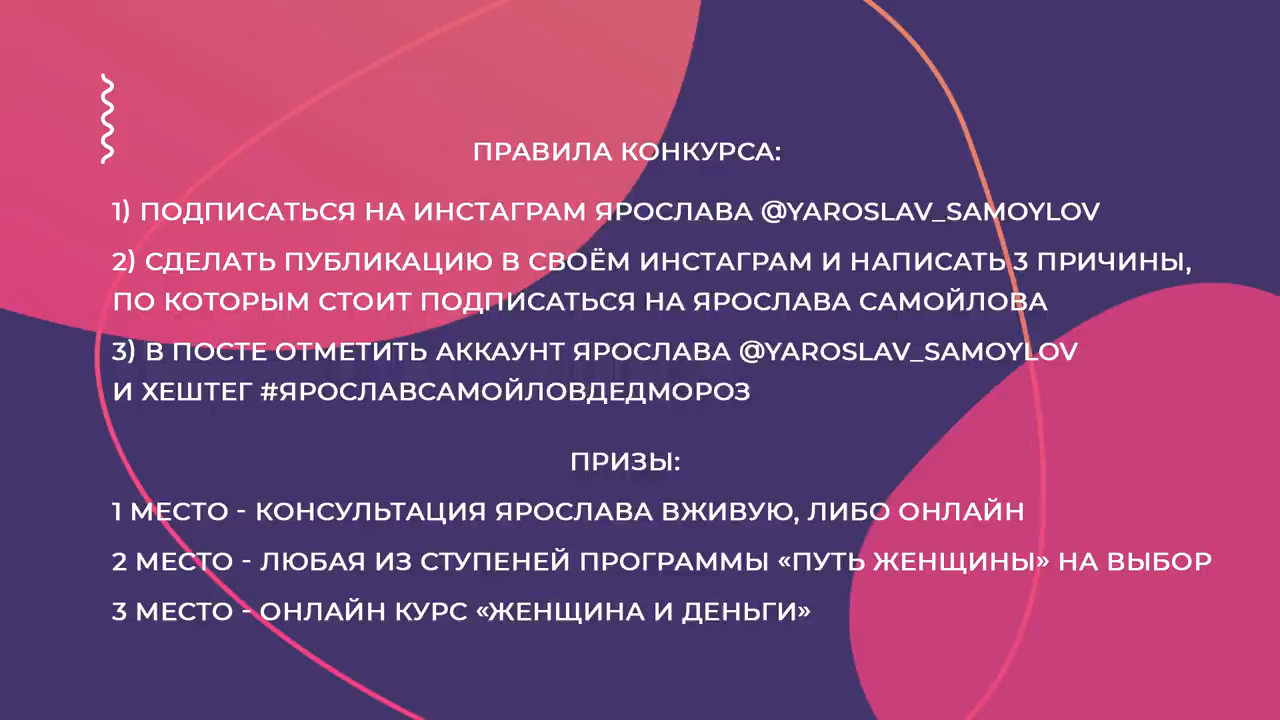 ПРАВИЛА КОНКУРСА:
1) ПОДПИСАТЬСЯ НА ИНСТАГРАМ ЯРОСЛАВА @YAROSLAV_SAMOYLOV
2) СДЕЛАТЬ ПУБЛИКАЦИЮ В СВОЁМ ИНСТАГРАМ И НАПИСАТЬ 3 ПРИЧИНЫ,
ПО КОТОРЫМ СТОИТ ПОДПИСАТЬСЯ НА ЯРОСЛАВА САМОЙЛОВА
3) В ПОСТЕ ОТМЕТИТЬ АККАУНТ ЯРОСЛАВА @YAROSLAV_SAMOYLOV
И ХЕШТЕГ #ЯРОСЛАВСАМОЙЛОВДЕДМОРОЗ
ПРИЗЫ:
1 МЕСТО - КОНСУЛЬТАЦИЯ ЯРОСЛАВА ВЖИВУЮ, ЛИБО ОНЛАЙН
2 МЕСТО - ЛЮБАЯ ИЗ СТУПЕНЕЙ ПРОГРАММЫ «ПУТЬ ЖЕНЩИНЫ» НА ВЫБОР
3 МЕСТО - ОНЛАЙН КУРС «ЖЕНЩИНА И ДЕНЬГИ»